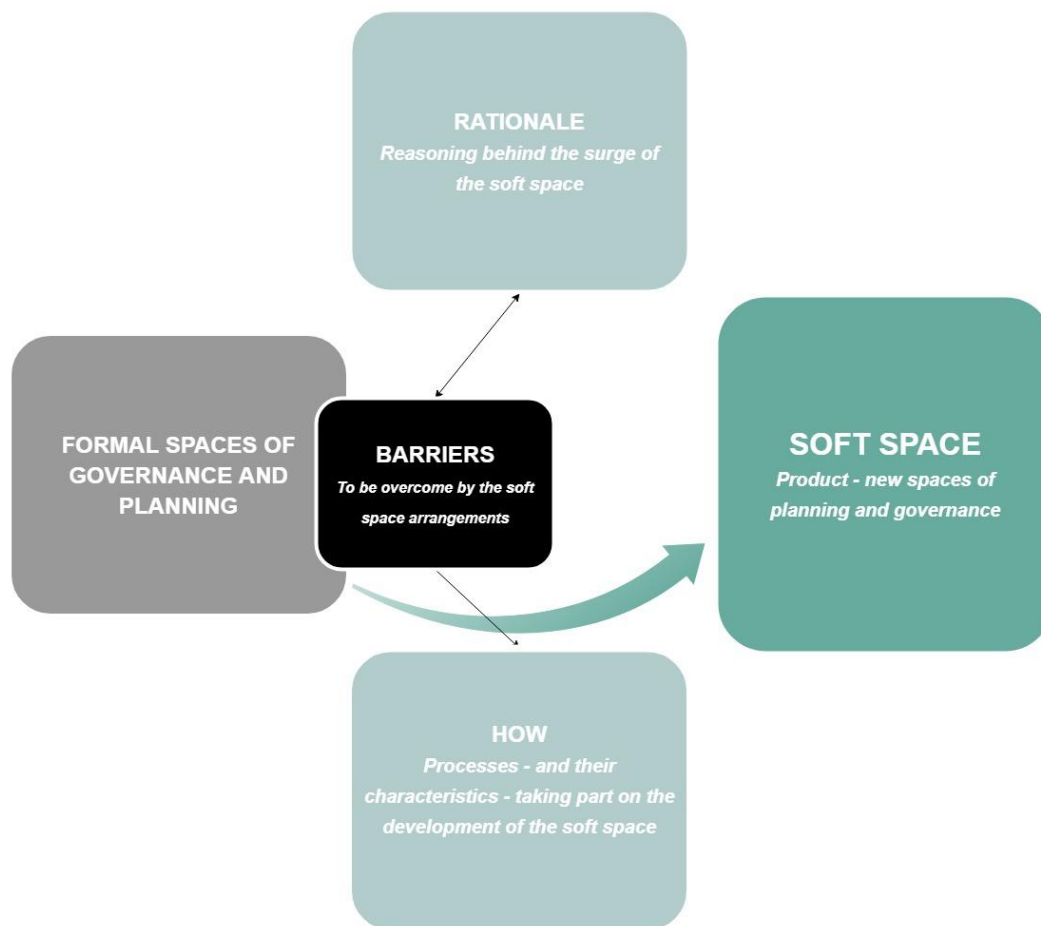 RATIONALE
Reasoning behind the surge of
the soft space
FORMAL SPACES OF
GOVERNANCE AND
PLANNING
BARRIERS
To be overcome by the soft
space arrangements
SOFT SPACE
Product - new spaces of
planning and governance
HOW
Processes - and their
characteristics - taking part on the
development of the soft space